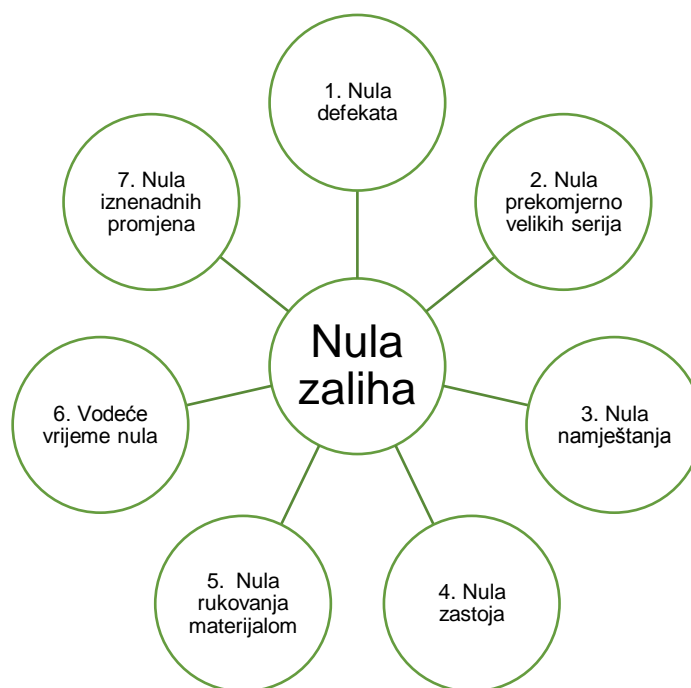 1. Nula
defekata
2. Nula
prekomjerno
velikih serija
3. Nula
namještanja
4. Nula
zastoja
5. Nula
rukovanja
materijalom
6. Vodeće
vrijeme nula
7. Nula
iznenadnih
promjena
Nula
zaliha